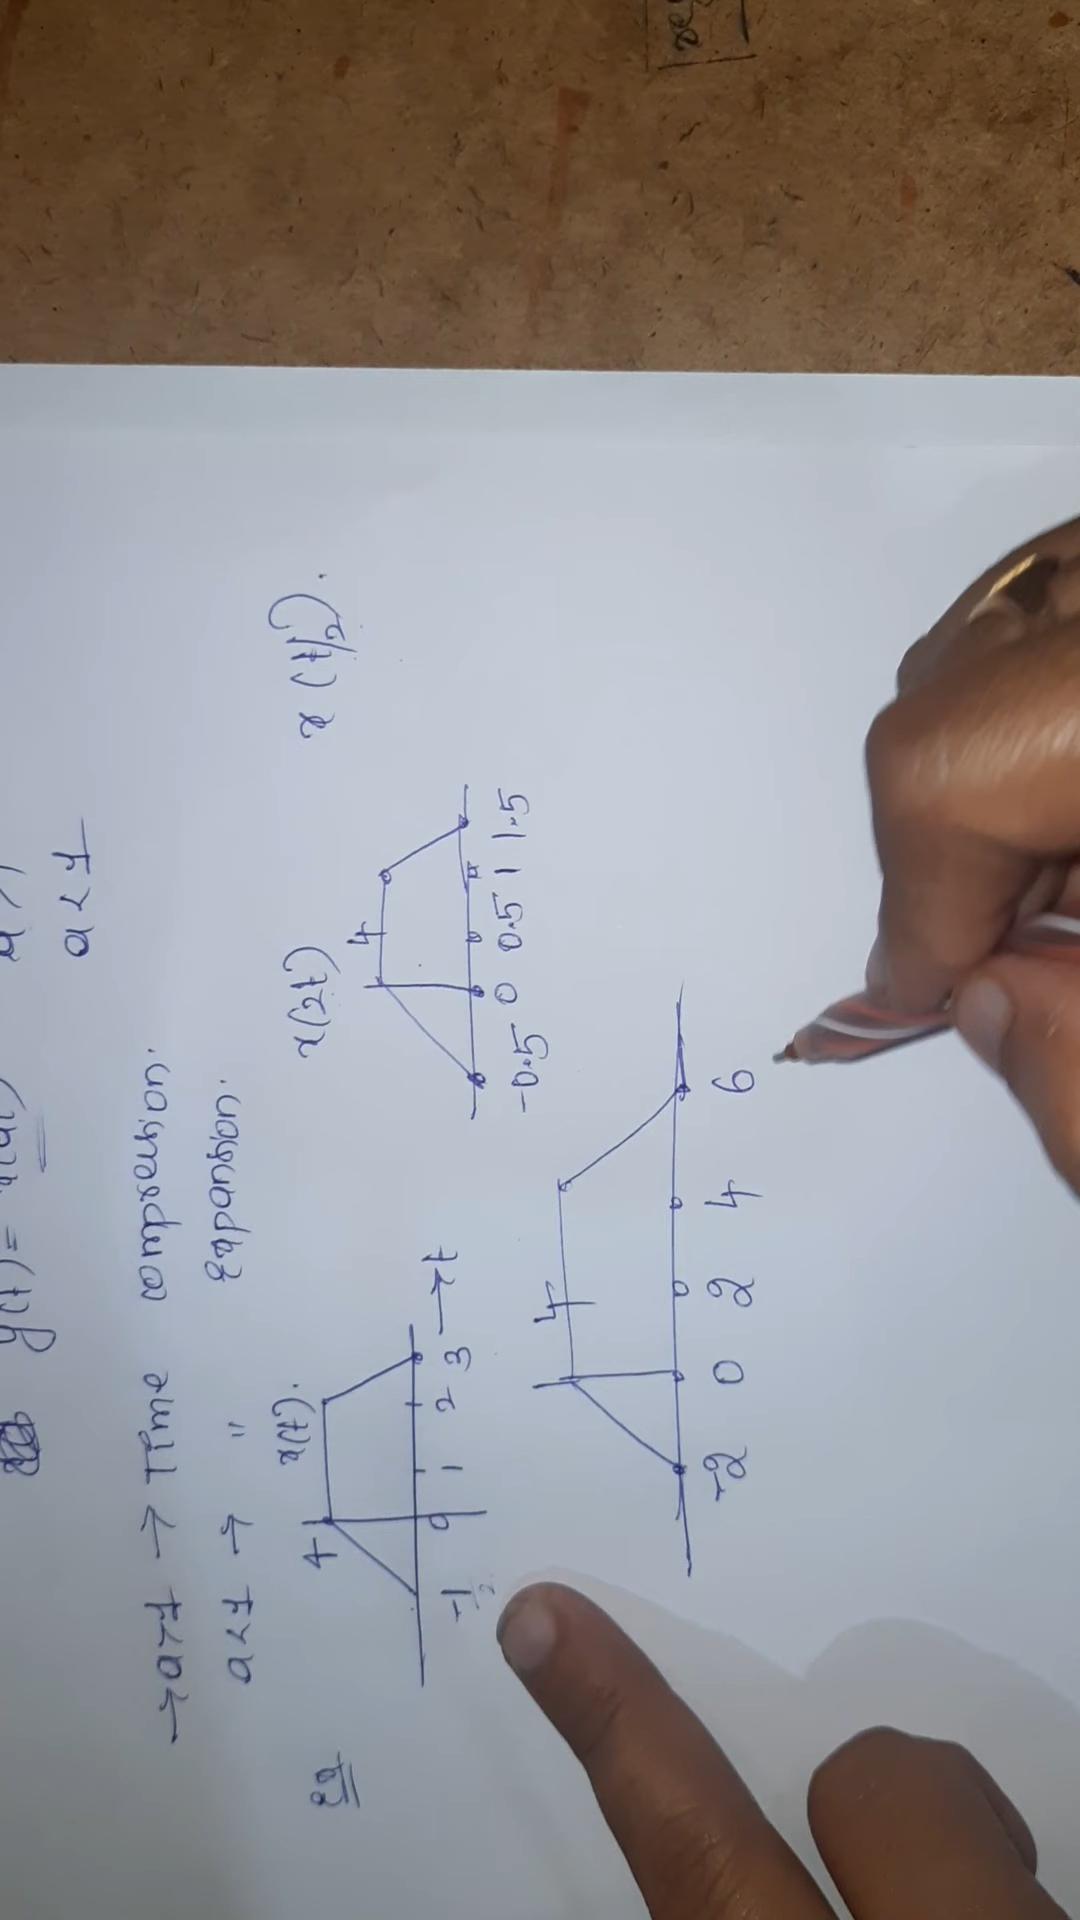 y(t) =
a < 1
→ a>1 → Time compression.
a<1 → " Expansion.
Eg
x(t).
x(2t)
x(t/2).
4
4
-1 0 1 2 3 → t
-0.5 0 0.5 1 1.5
4
-2 0 2 4 6